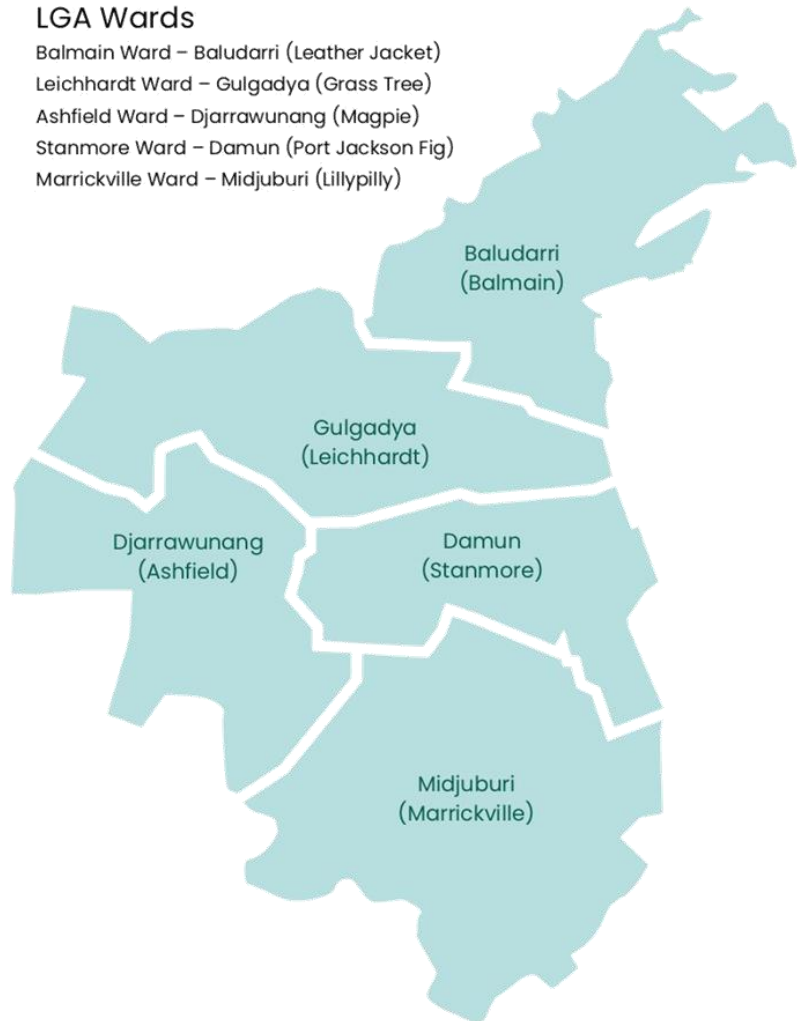 LGA Wards
Balmain Ward – Baludarri (Leather Jacket)
Leichhardt Ward – Gulgadya (Grass Tree)
Ashfield Ward – Djarrawunang (Magpie)
Stanmore Ward – Damun (Port Jackson Fig)
Marrickville Ward – Midjuburi (Lillypilly)
Baludarri
(Balmain)
Gulgadya
(Leichhardt)
Djarrawunang
(Ashfield)
Damun
(Stanmore)
Midjuburi
(Marrickville)